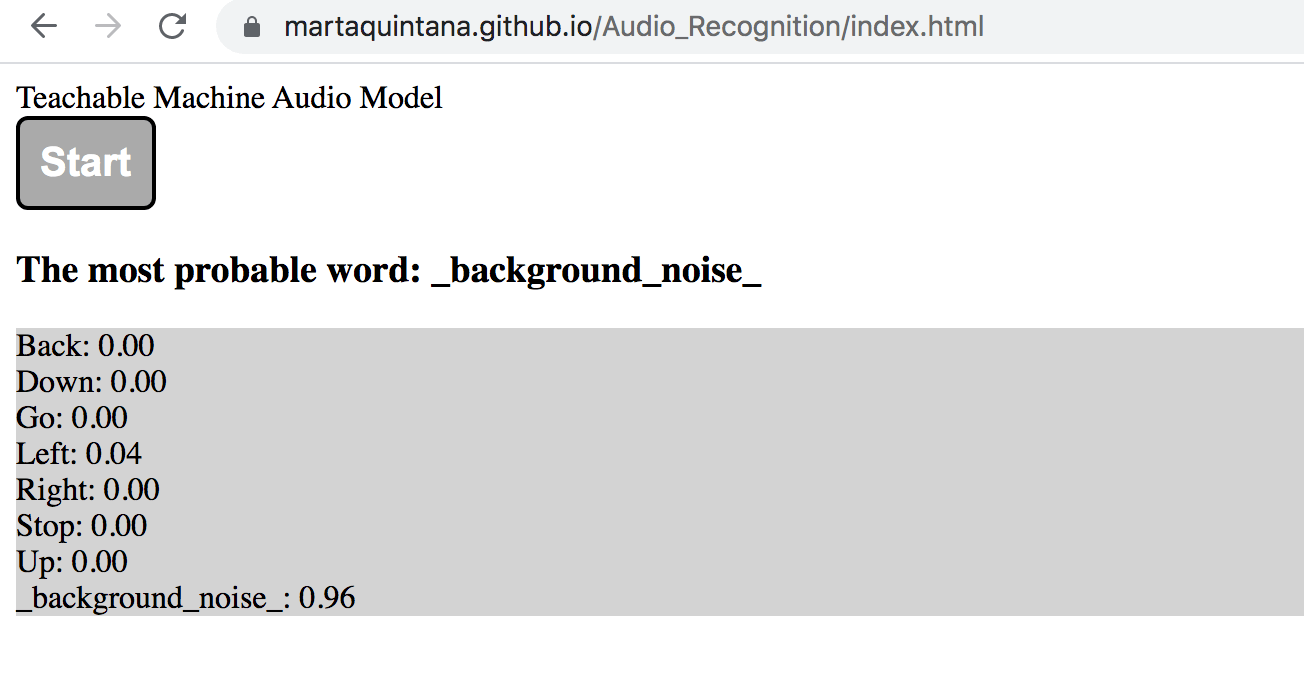 martaquintana.github.io/Audio_Recognition/index.html
Teachable Machine Audio Model
Start
The most probable word: _background_noise_
Back: 0.00
Down: 0.00
Go: 0.00
Left: 0.04
Right: 0.00
Stop: 0.00
Up: 0.00
_background_noise_: 0.96